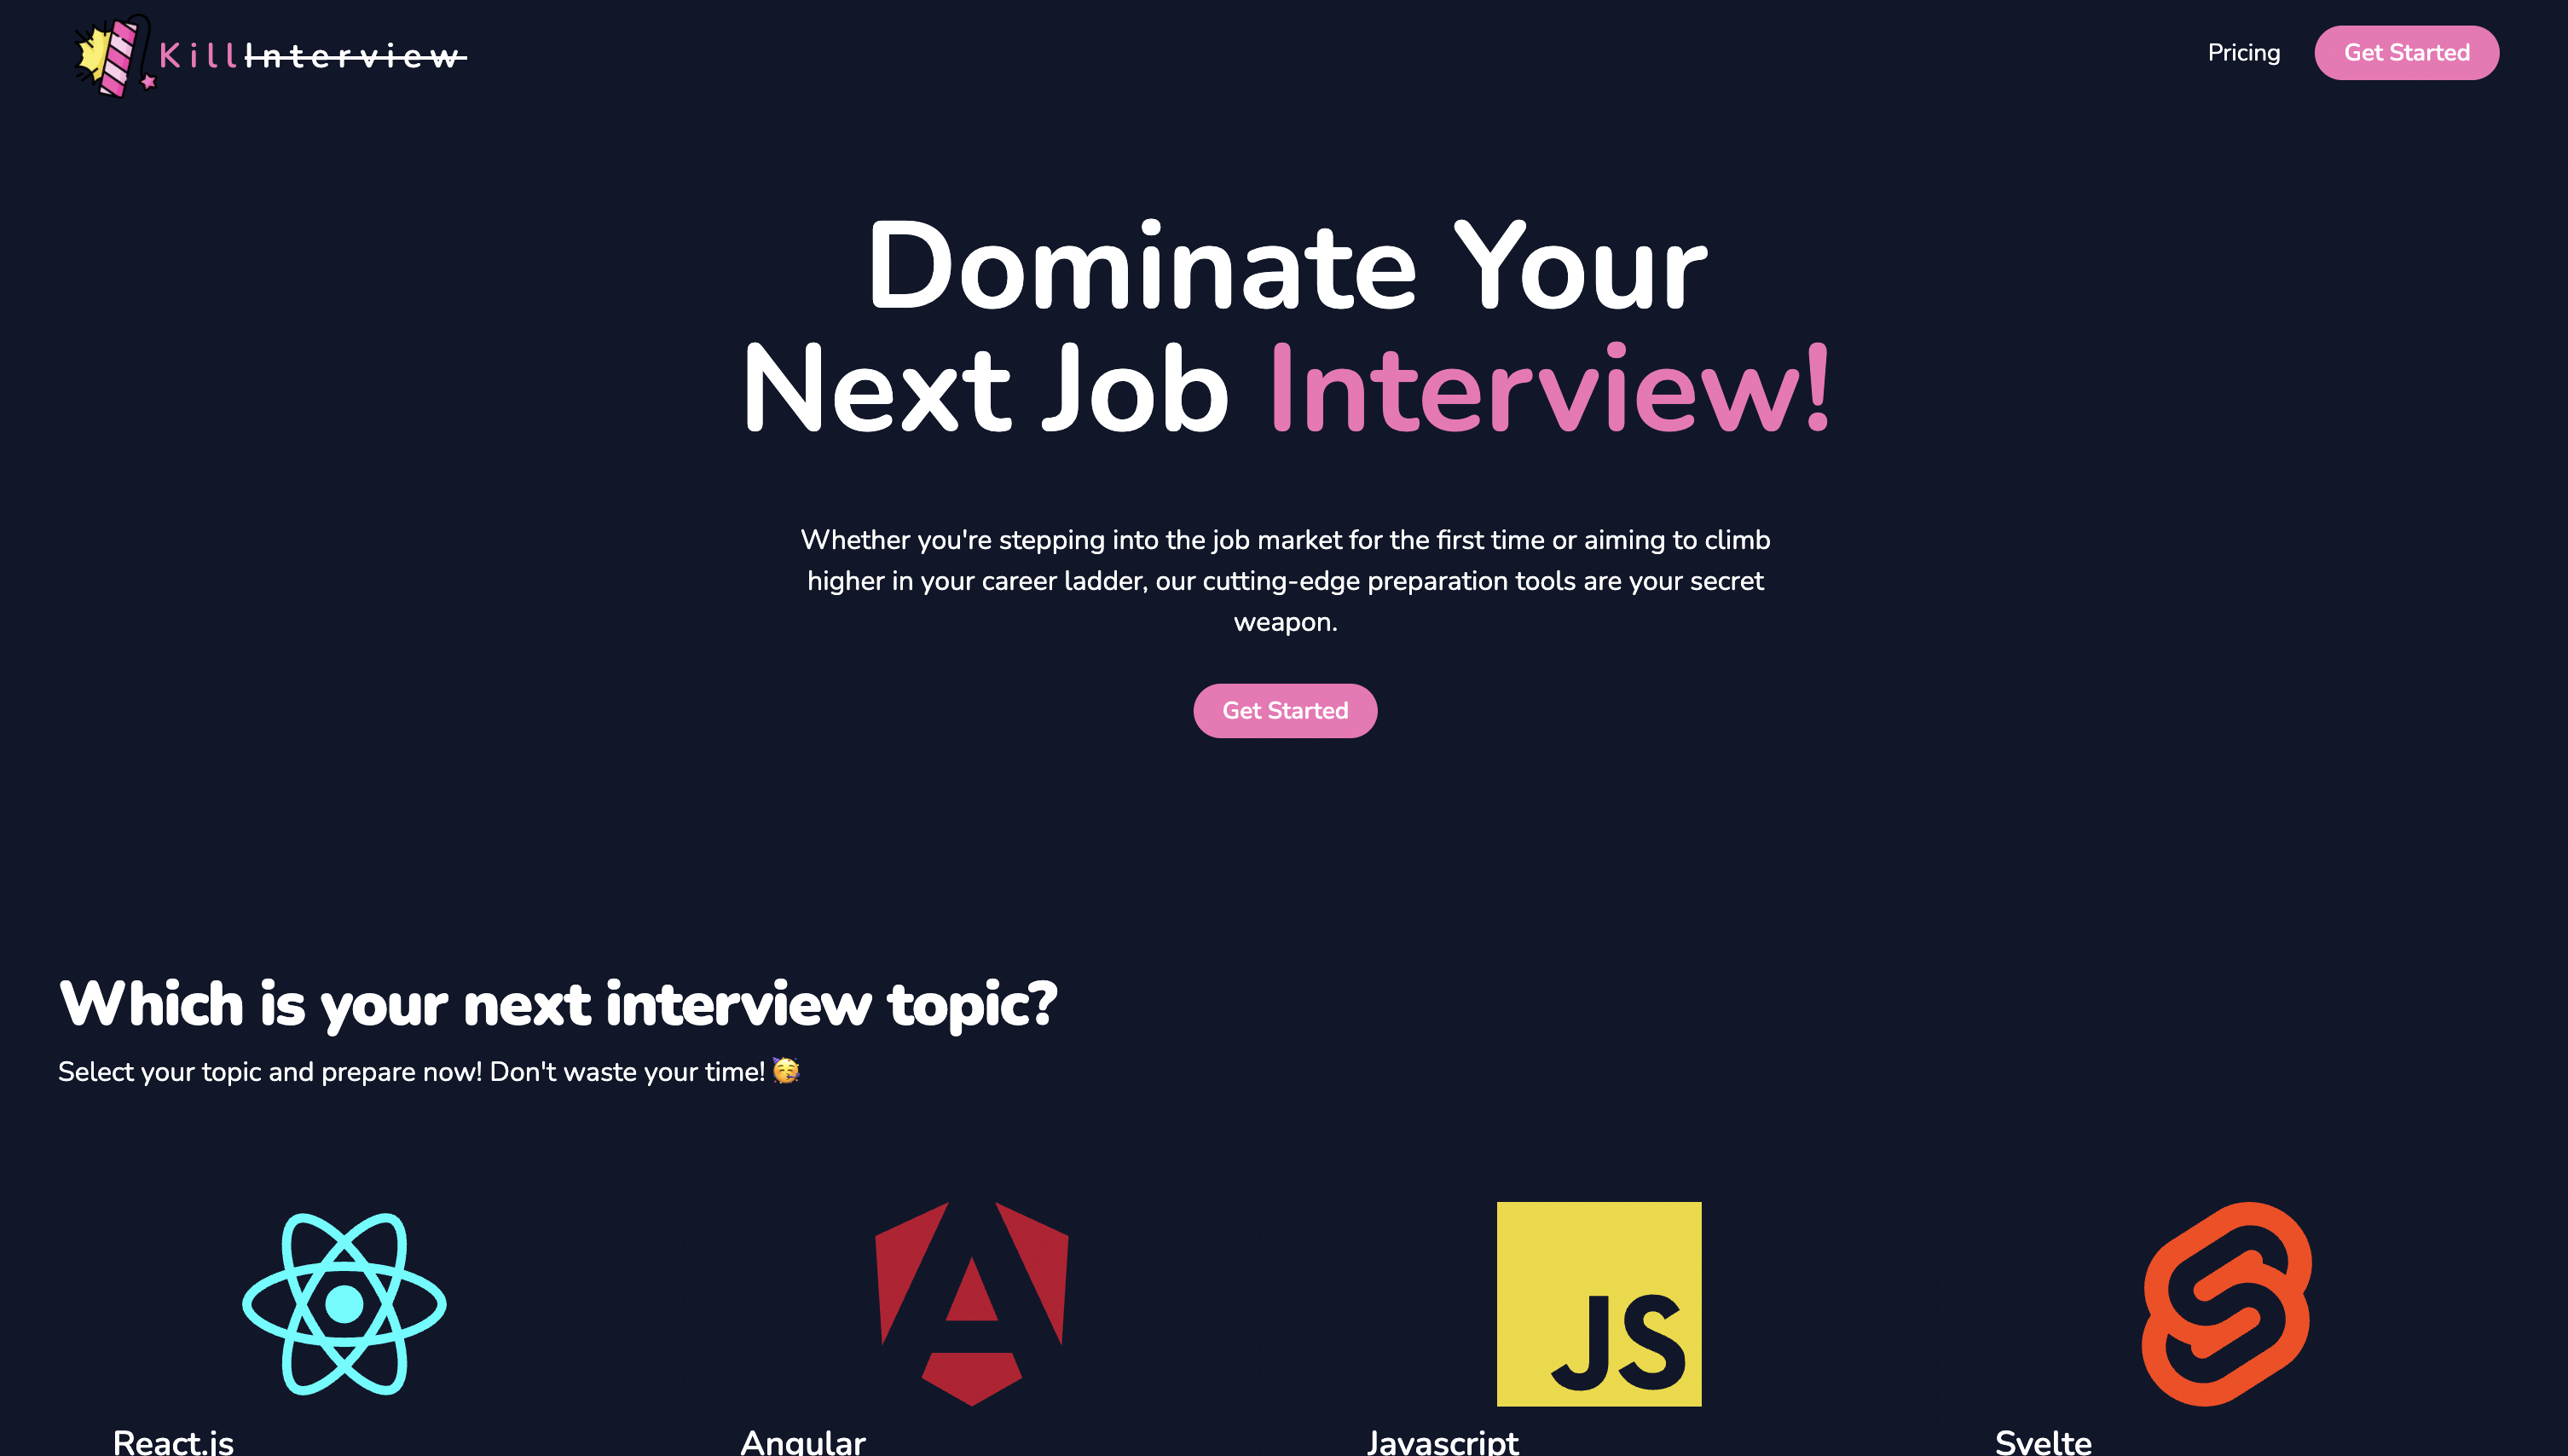 KillInterview
Pricing
Get Started
Dominate Your
Next Job Interview!
Whether you're stepping into the job market for the first time or aiming to climb
higher in your career ladder, our cutting-edge preparation tools are your secret
weapon.
Get Started
Which is your next interview topic?
Select your topic and prepare now! Don't waste your time! 🥳
JS
React.js
Angular
Javascript
Svelte